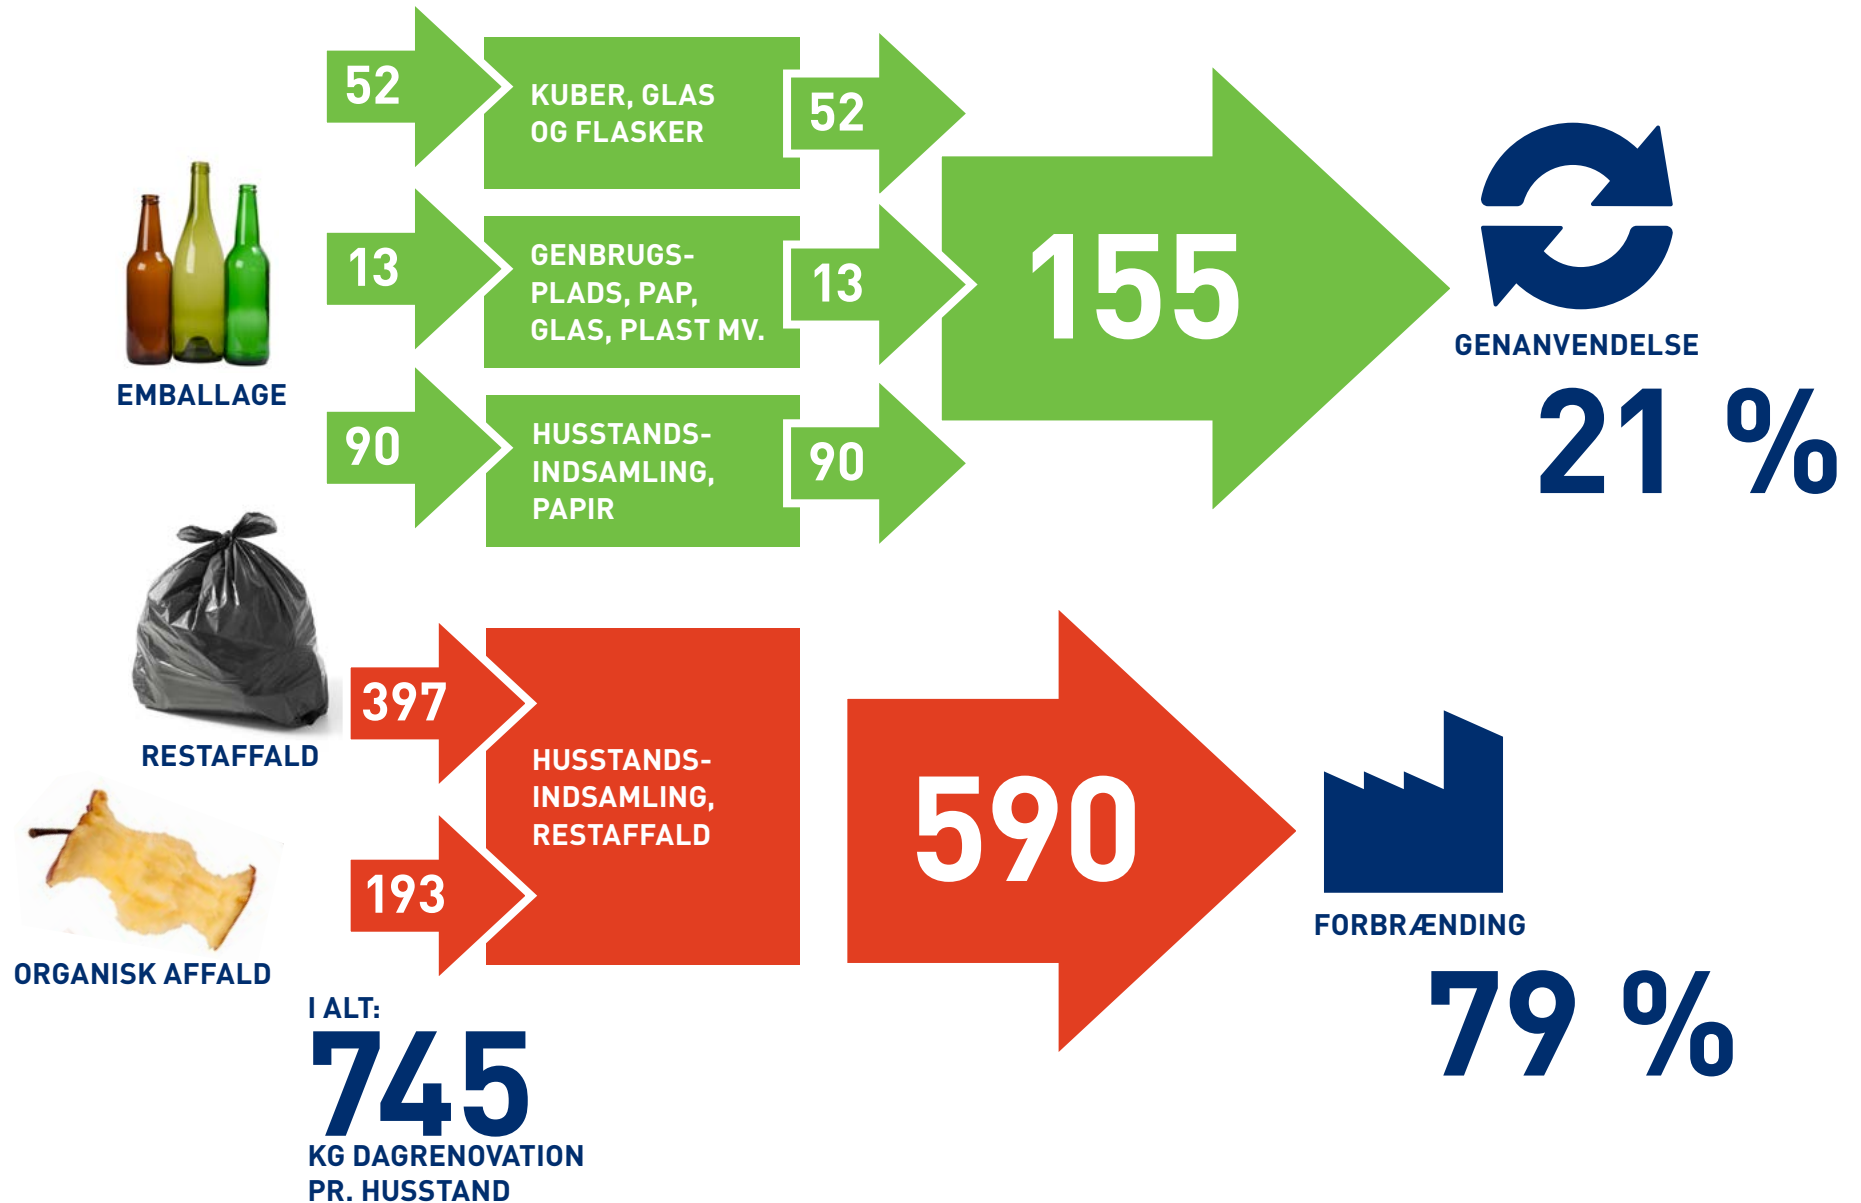 52
KUBER, GLAS
OG FLASKER
52
EMBALLAGE
13
GENBRUGS-
PLADS, PAP,
GLAS, PLAST MV.
13
90
HUSSTANDS-
INDSAMLING,
PAPIR
90
155
GENANVENDELSE
21 %
RESTAFFALD
397
ORGANISK AFFALD
193
HUSSTANDS-
INDSAMLING,
RESTAFFALD
590
FORBRÆNDING
79 %
I ALT:
745
KG DAGRENOVATION
PR. HUSSTAND